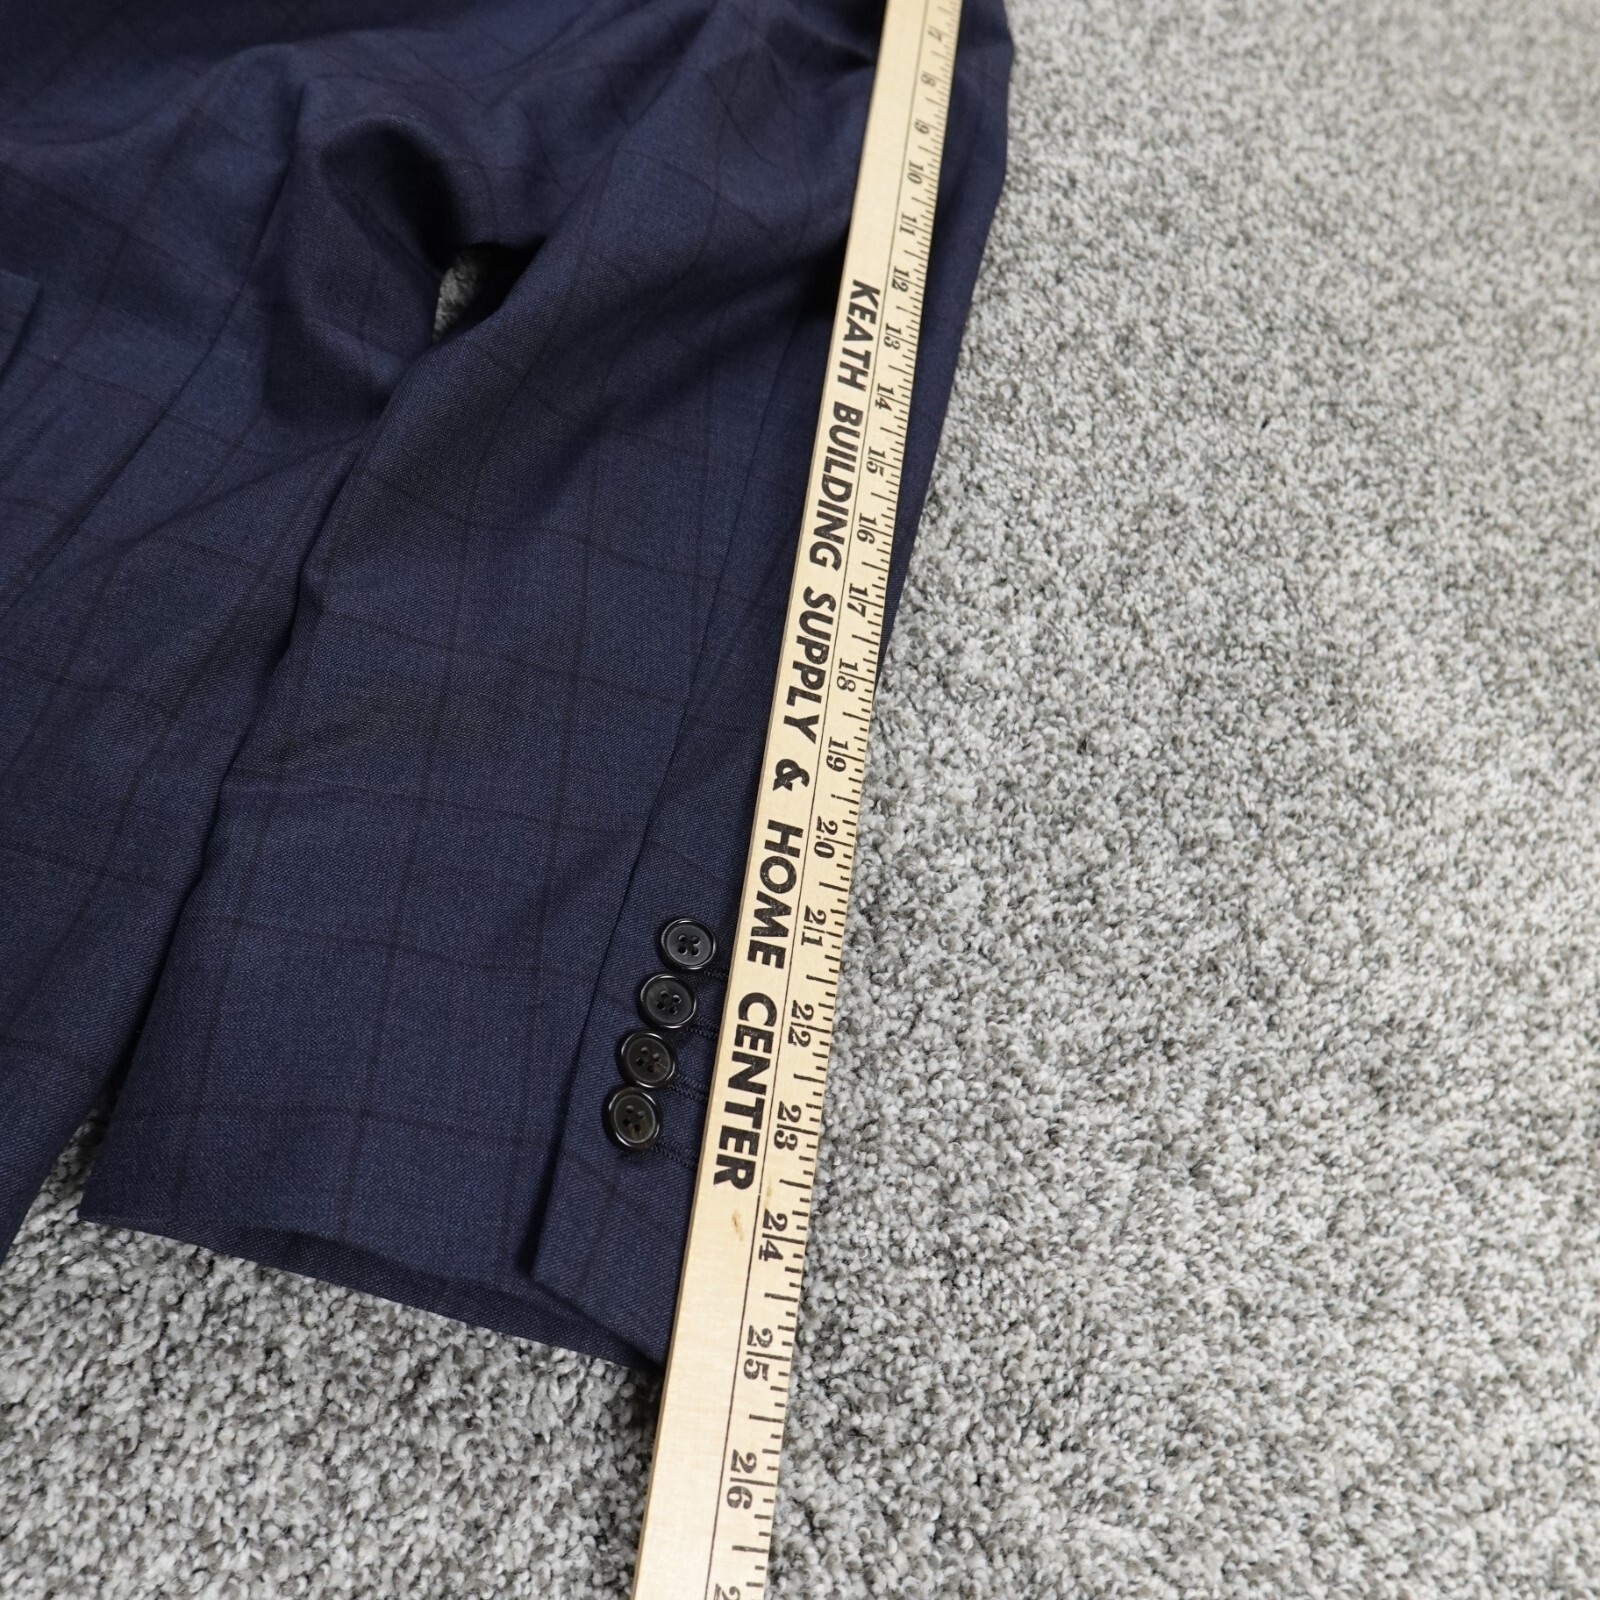 KEATH BUILDING SUPPLY & HOME CENTER
8 9 10 11 12 13 14 15 16 17 18 19 20 21 22 23 24 25 26